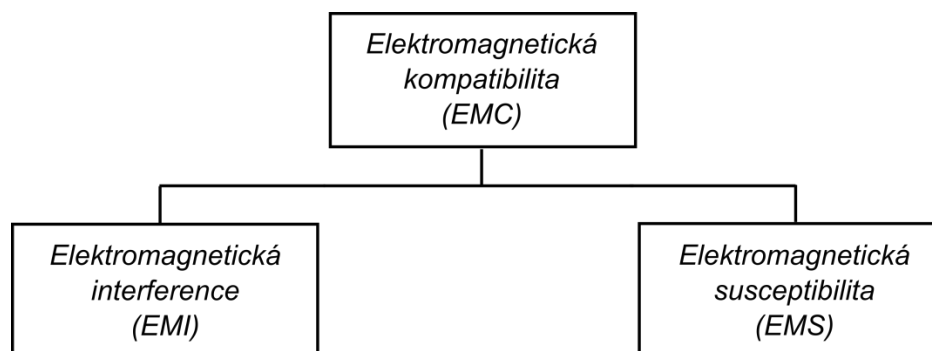 Elektromagnetická
kompatibilita
(EMC)
Elektromagnetická
interference
(EMI)
Elektromagnetická
susceptibilita
(EMS)